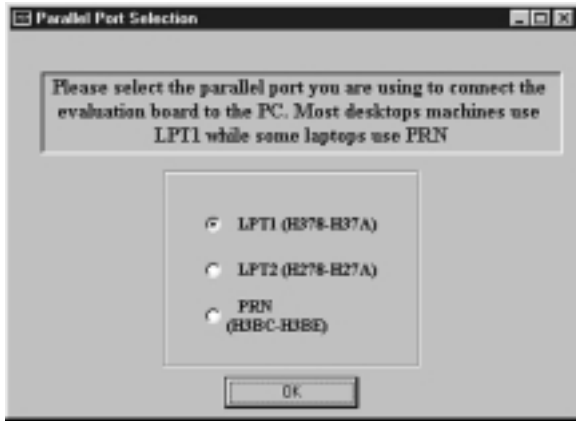 Parallel Port Selection
Please select the parallel port you are using to connect the
evaluation board to the PC. Most desktops machines use
LPT1 while some laptops use PRN
LPT1 (H378-H37A)
LPT2 (H278-H27A)
PRN
(H3BC-H3BE)
OK